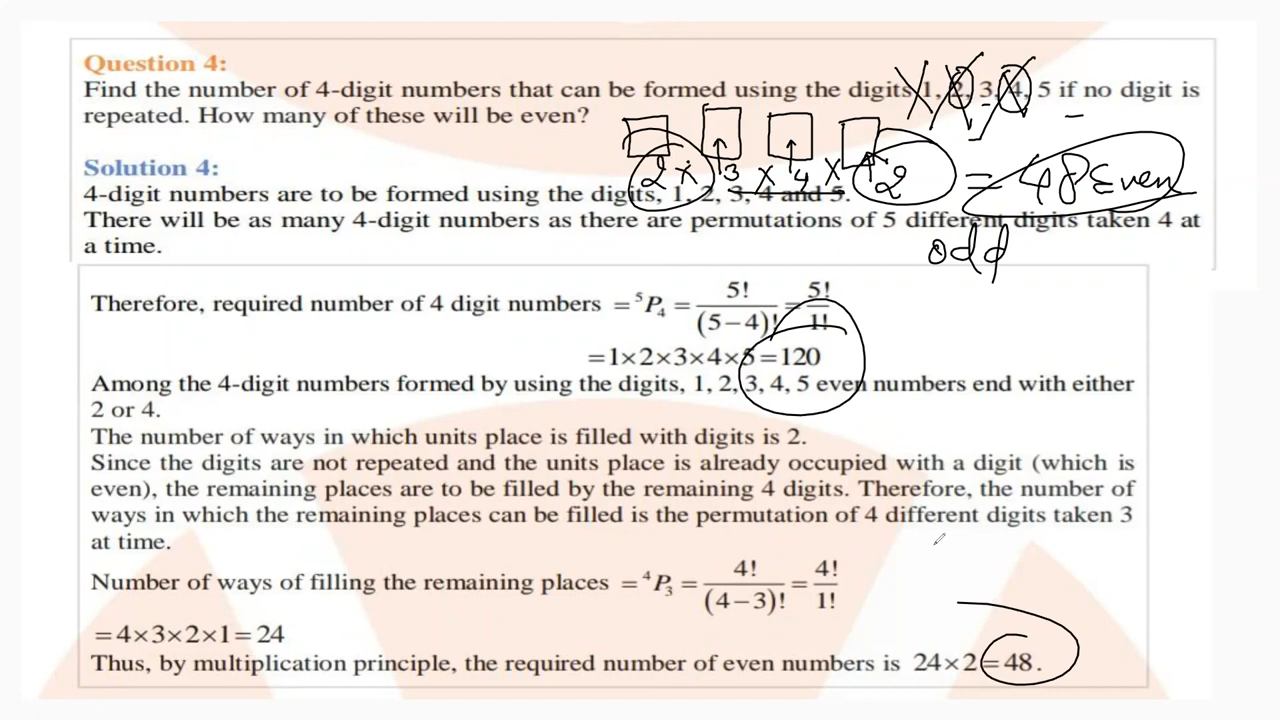 Question 4:
Find the number of 4-digit numbers that can be formed using the digits 1, 2, 3, 4, 5 if no digit is
repeated. How many of these will be even?
Solution 4:
2 × 3 × 4 × 2 = 48 Even
4-digit numbers are to be formed using the digits, 1, 2, 3, 4 and 5.
There will be as many 4-digit numbers as there are permutations of 5 different digits taken 4 at
a time.
odd
Therefore, required number of 4 digit numbers = ⁵P₄ = 5!/(5−4)! = 5!/1!
=1×2×3×4×5=120
Among the 4-digit numbers formed by using the digits, 1, 2, 3, 4, 5 even numbers end with either
2 or 4.
The number of ways in which units place is filled with digits is 2.
Since the digits are not repeated and the units place is already occupied with a digit (which is
even), the remaining places are to be filled by the remaining 4 digits. Therefore, the number of
ways in which the remaining places can be filled is the permutation of 4 different digits taken 3
at time.
Number of ways of filling the remaining places = ⁴P₃ = 4!/(4−3)! = 4!/1!
=4×3×2×1=24
Thus, by multiplication principle, the required number of even numbers is 24×2=48.